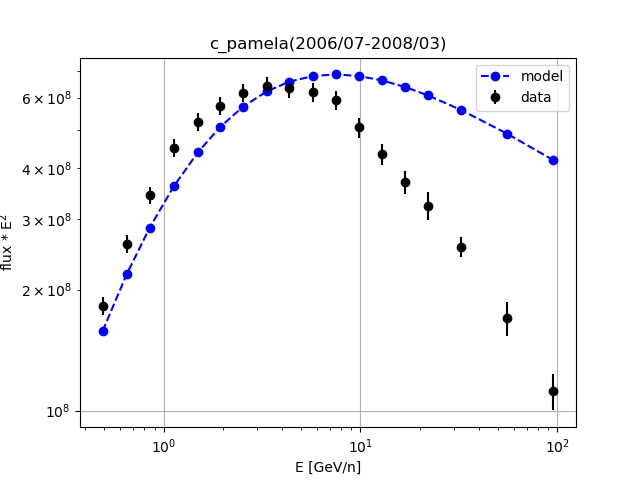 c_pamela(2006/07-2008/03)
model
data
6 × 10⁸
4 × 10⁸
3 × 10⁸
2 × 10⁸
10⁸
flux * E²
10⁰
10¹
10²
E [GeV/n]